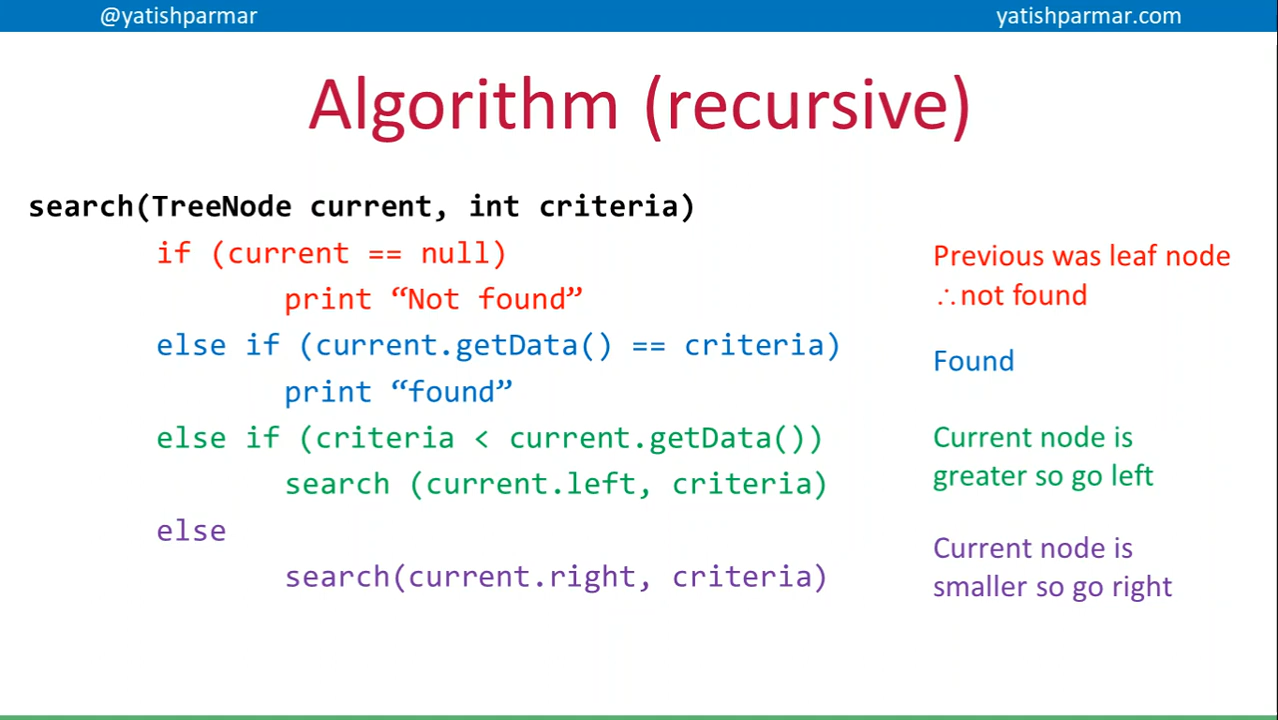 @yatishparmar
yatishparmar.com
Algorithm (recursive)
search(TreeNode current, int criteria)
if (current == null)
print “Not found”
else if (current.getData() == criteria)
print “found”
else if (criteria < current.getData())
search (current.left, criteria)
else
search(current.right, criteria)
Previous was leaf node
∴not found
Found
Current node is
greater so go left
Current node is
smaller so go right